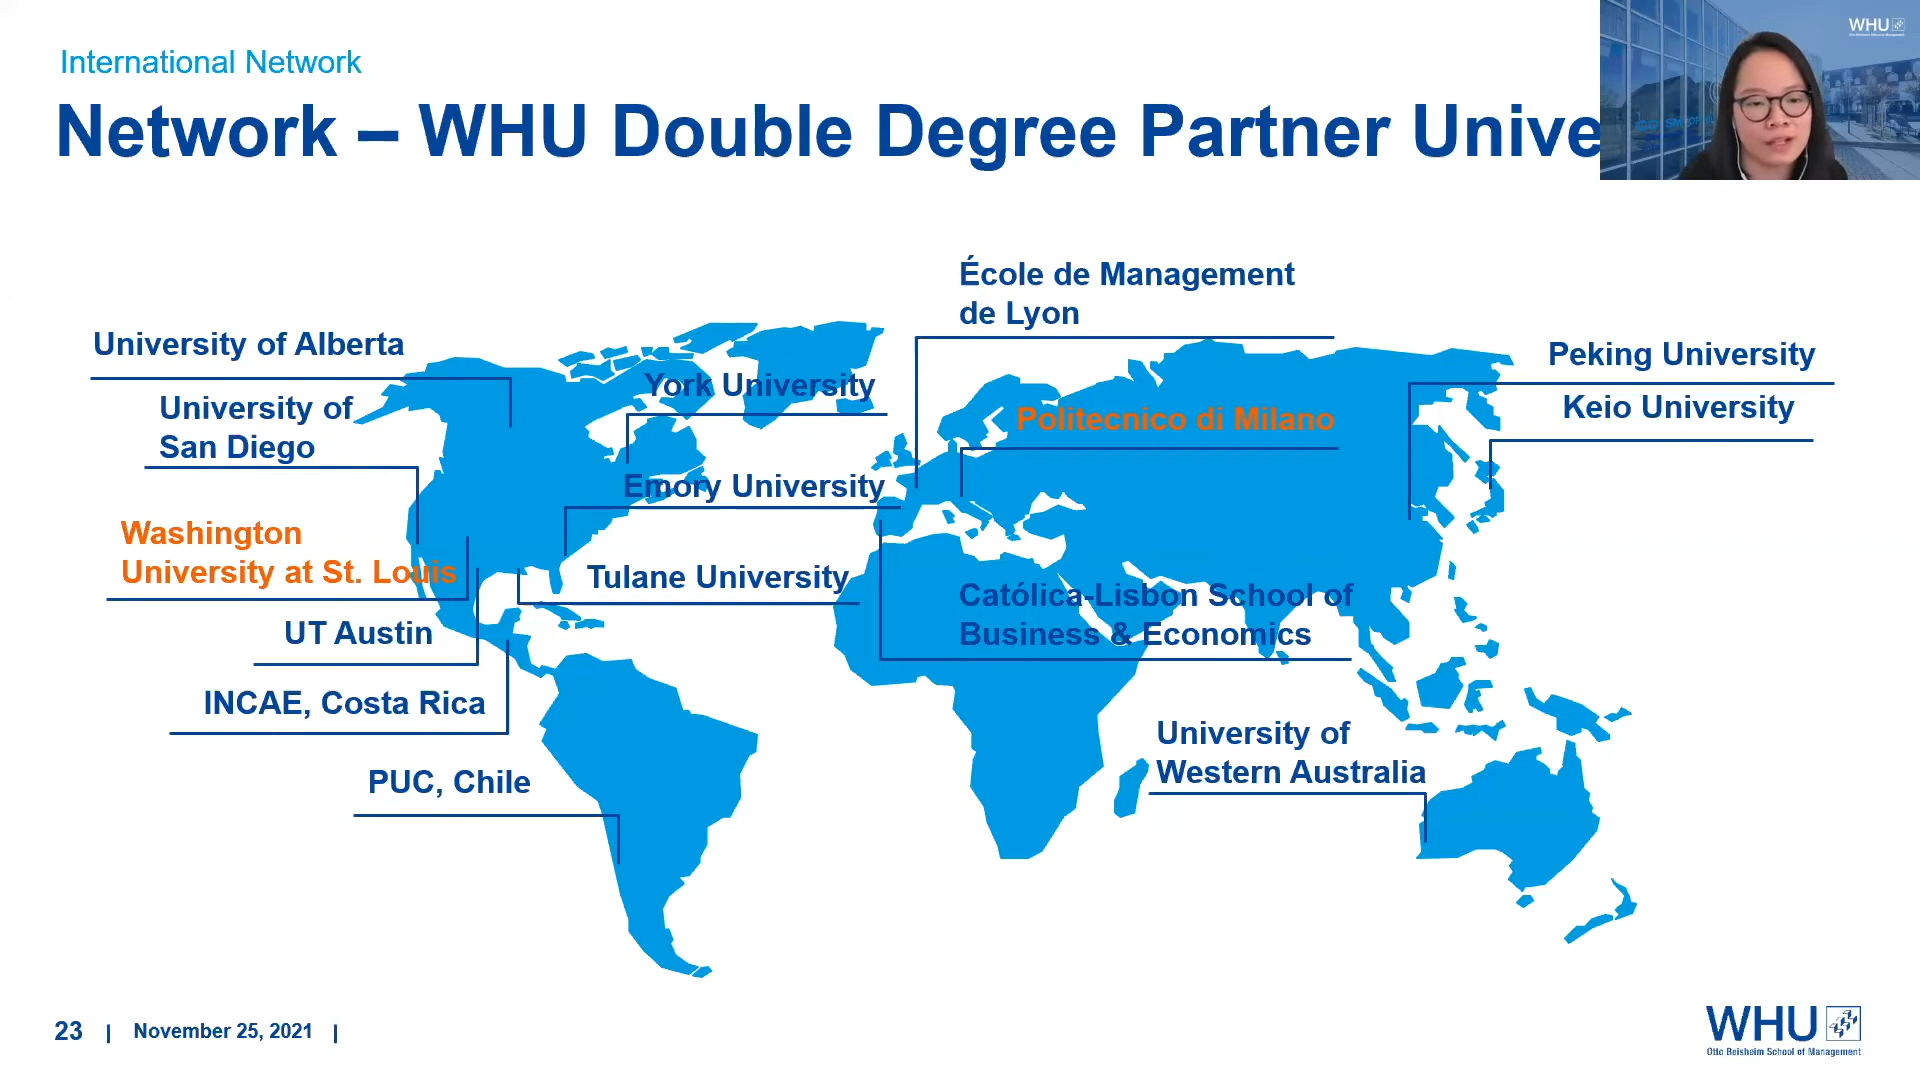 International Network
Network – WHU Double Degree Partner Unive
WHU
École de Management
de Lyon
University of Alberta
York University
Peking University
University of
San Diego
Politecnico di Milano
Keio University
Emory University
Washington
University at St. Louis
Tulane University
Católica-Lisbon School of
Business & Economics
UT Austin
INCAE, Costa Rica
University of
Western Australia
PUC, Chile
23 | November 25, 2021 |
WHU
Otto Beisheim School of Management